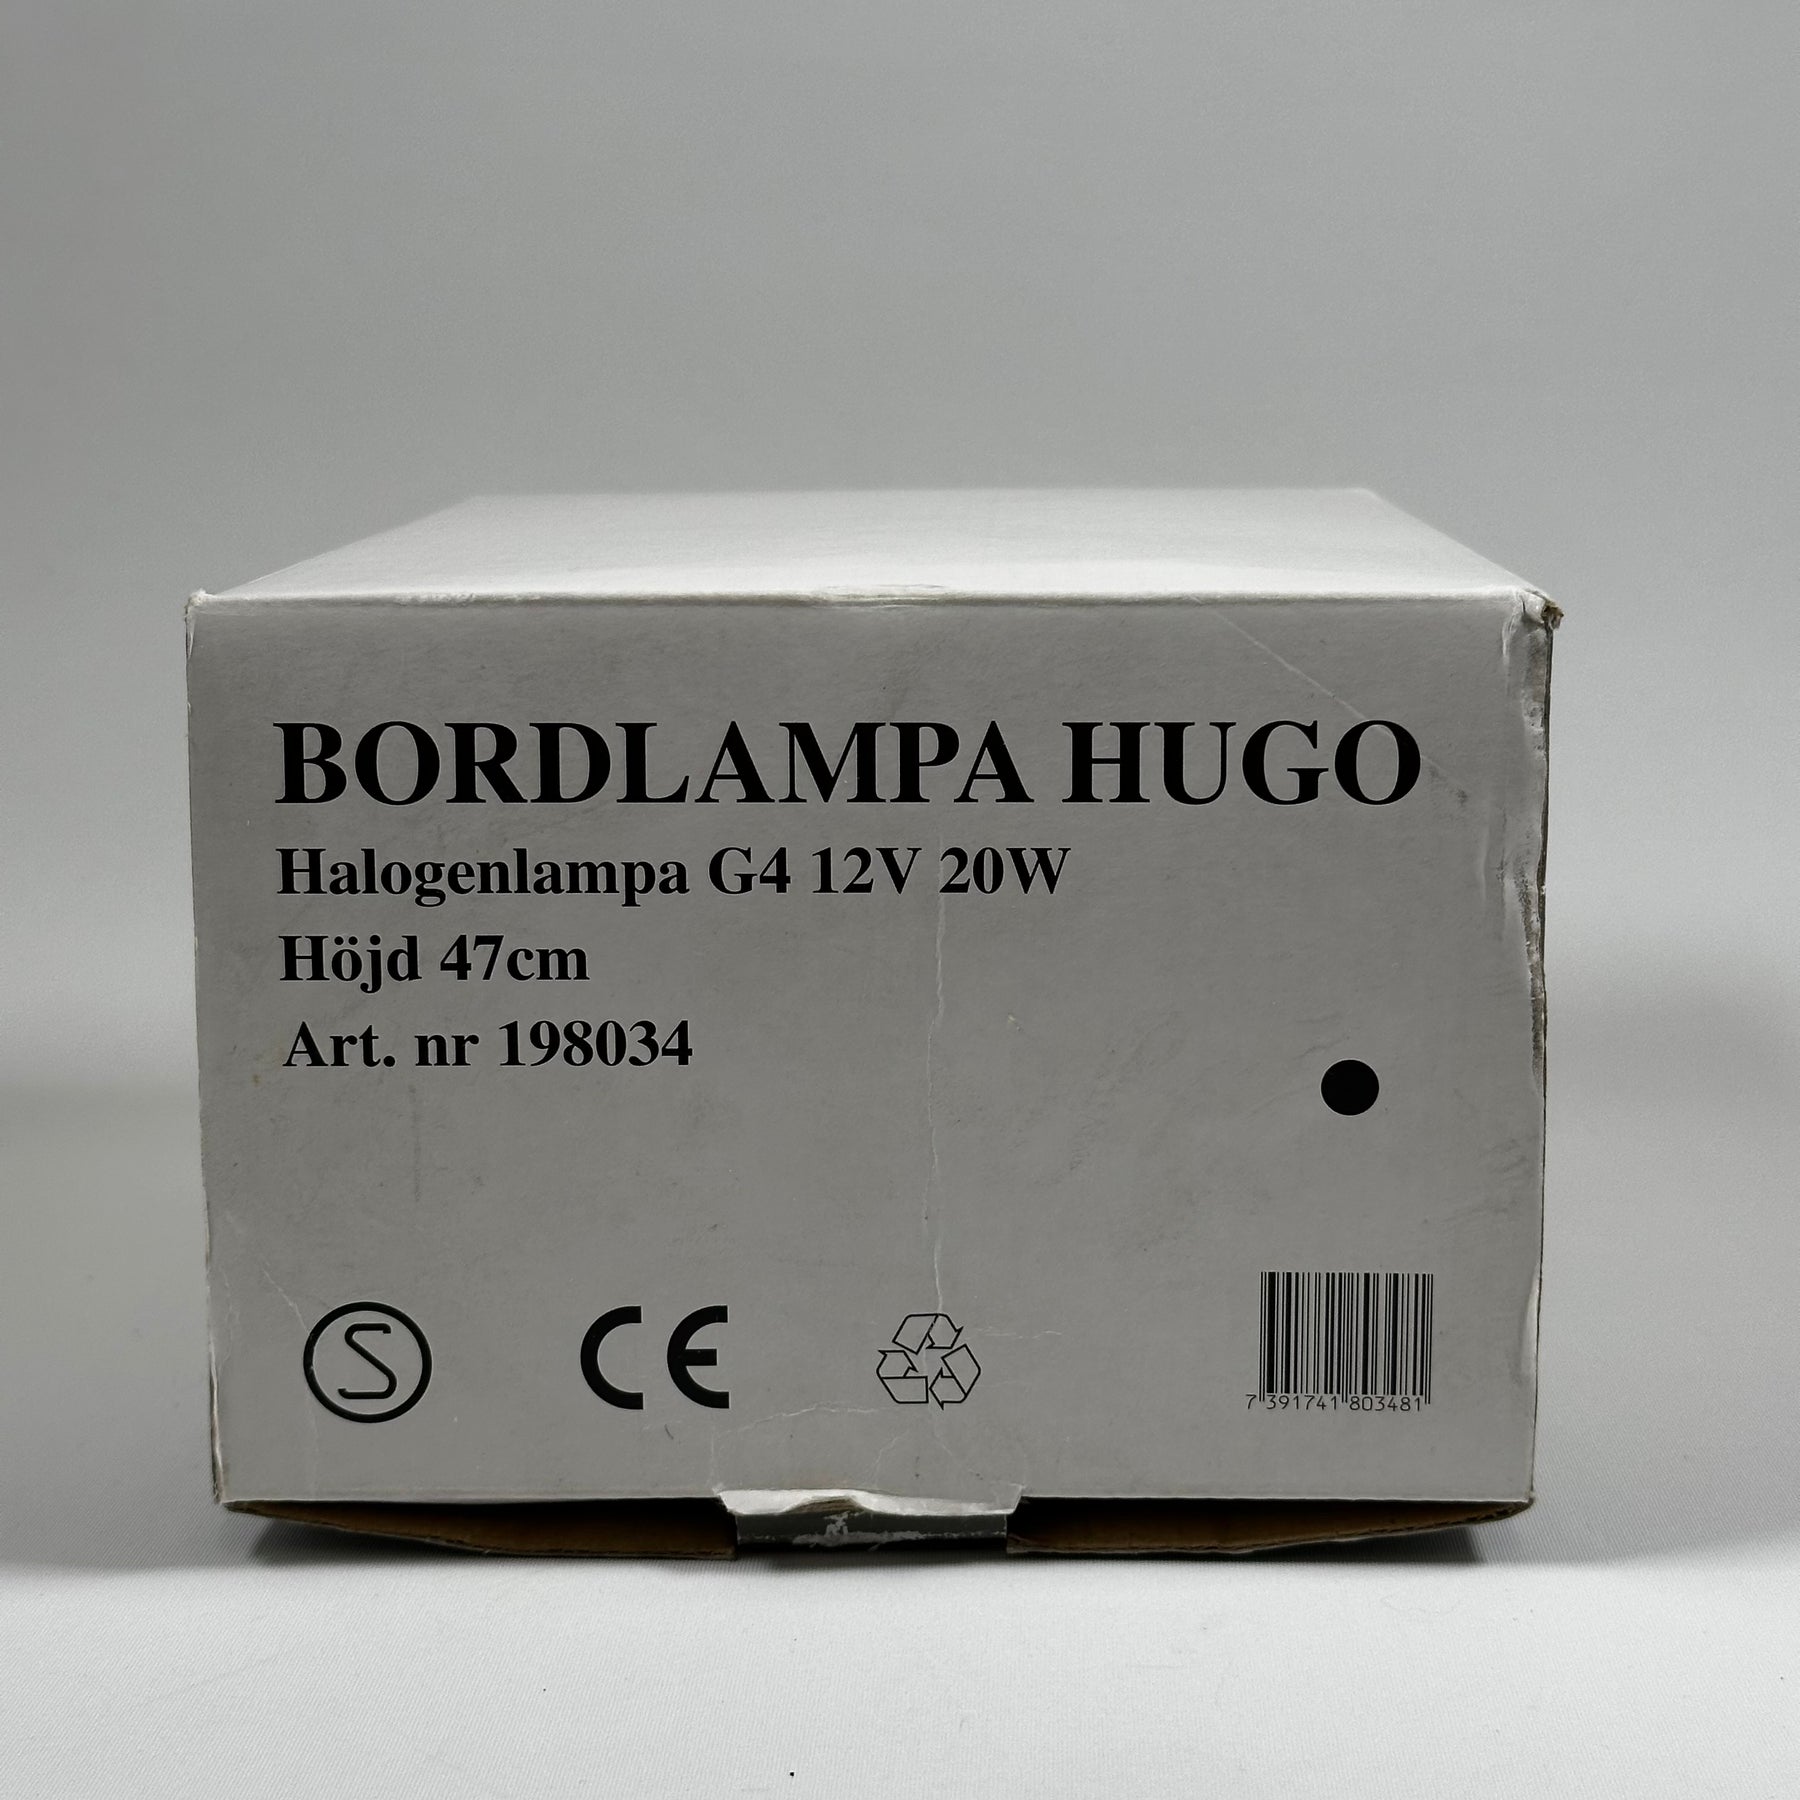 BORDLAMPA HUGO
Halogenlampa G4 12V 20W
Höjd 47cm
Art. nr 198034
S
CE
7 391741 803481